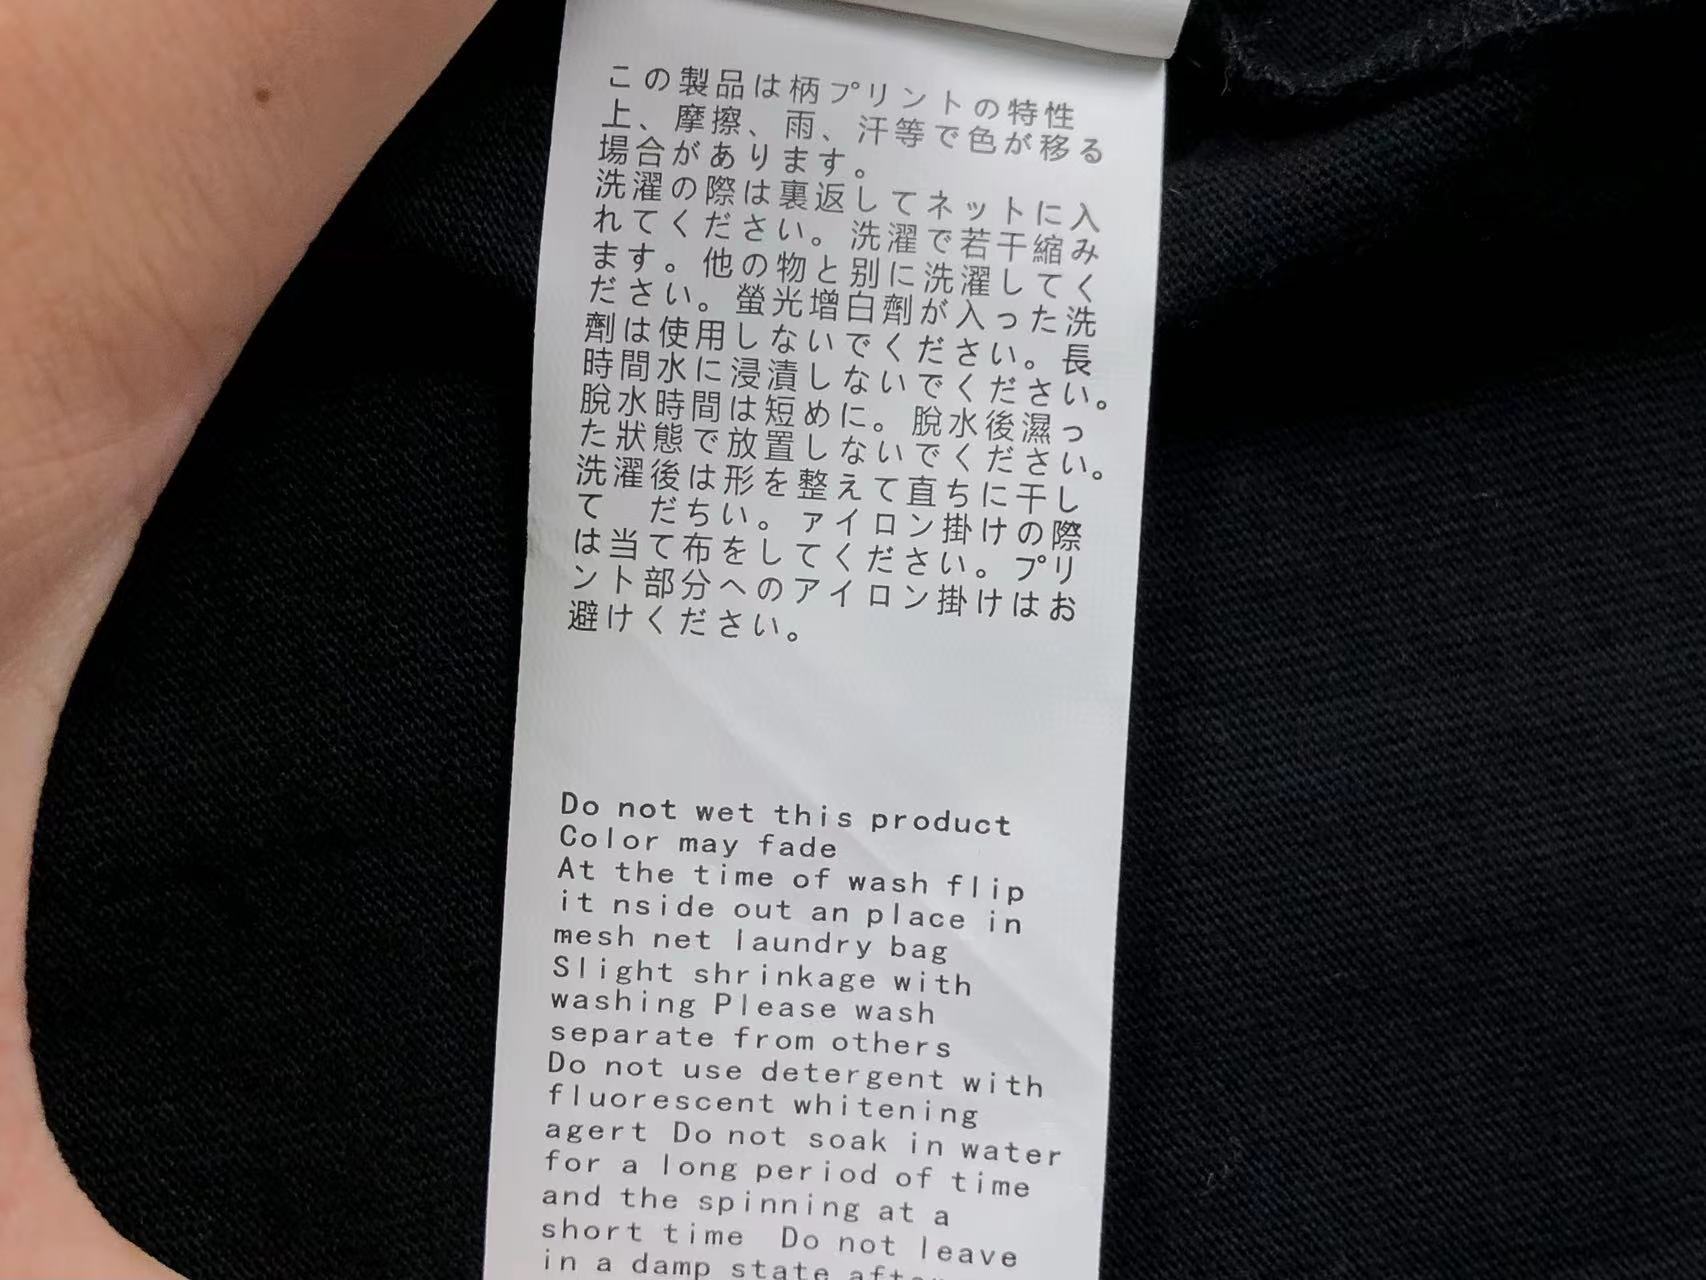 この製品は柄プリントの特性
上、摩擦、雨、汗等で色が移る
場合があります。
洗濯の際は裏返してネットに入
れてください。洗濯で若干縮み
ます。他の物と別に洗濯してく
ださい。螢光增白劑が入った洗
劑は使用しないでください。長
時間水に浸漬しないでください。
脫水時間は短めに。脫水後濕っ
た狀態で放置しないでください。
洗濯後は形を整えて直ちに干し
て　だちい。ァイロン掛けの際
は当て布をしてください。プリ
ント部分へのアイロン掛けはお
避けください。
Do not wet this product
Color may fade
At the time of wash flip
it nside out an place in
mesh net laundry bag
Slight shrinkage with
washing Please wash
separate from others
Do not use detergent with
fluorescent whitening
agert Do not soak in water
for a long period of time
and the spinning at a
short time Do not leave
in a damp state